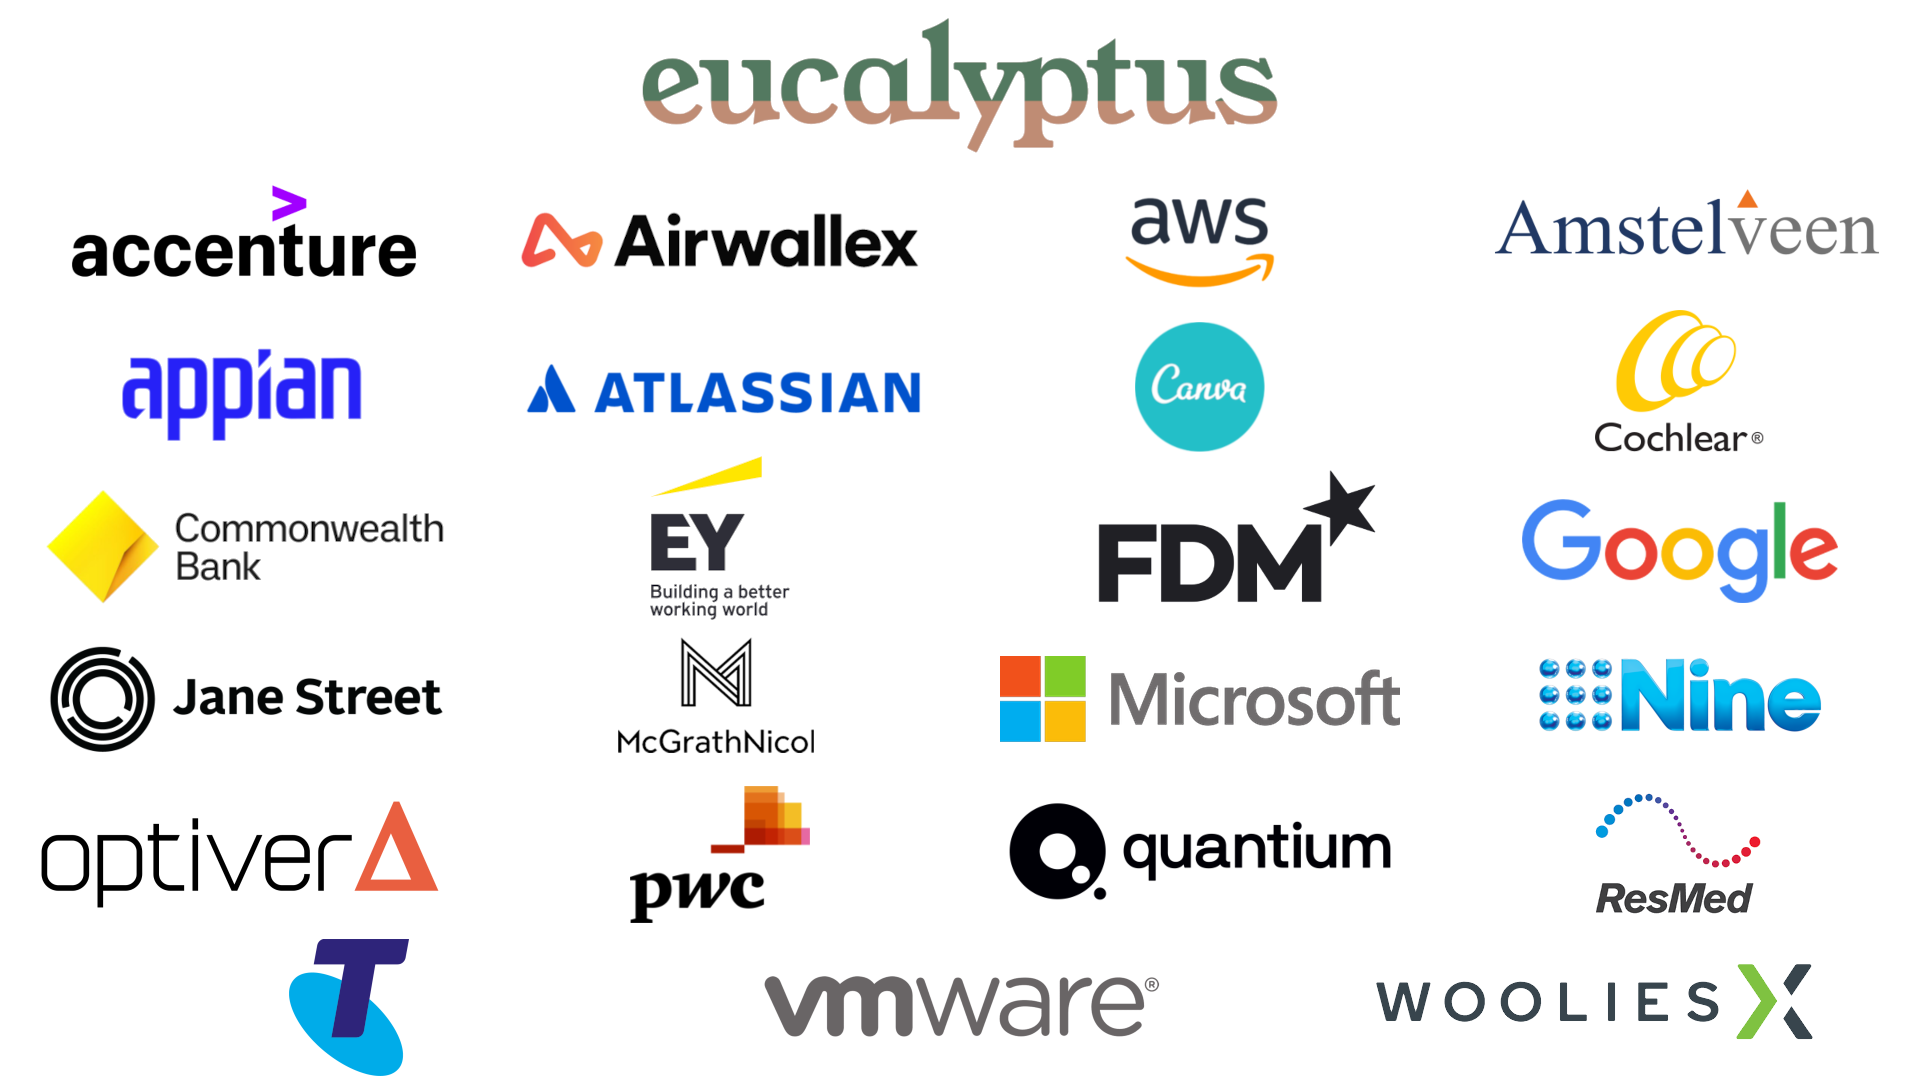 eucalyptus
accenture
Airwallex
aws
Amstelveen
appian
ATLASSIAN
Canva
Cochlear®
Commonwealth
Bank
EY
Building a better
working world
FDM
Google
Jane Street
McGrathNicol
Microsoft
Nine
optiver
pwc
quantium
ResMed
T
vmware®
WOOLIES X